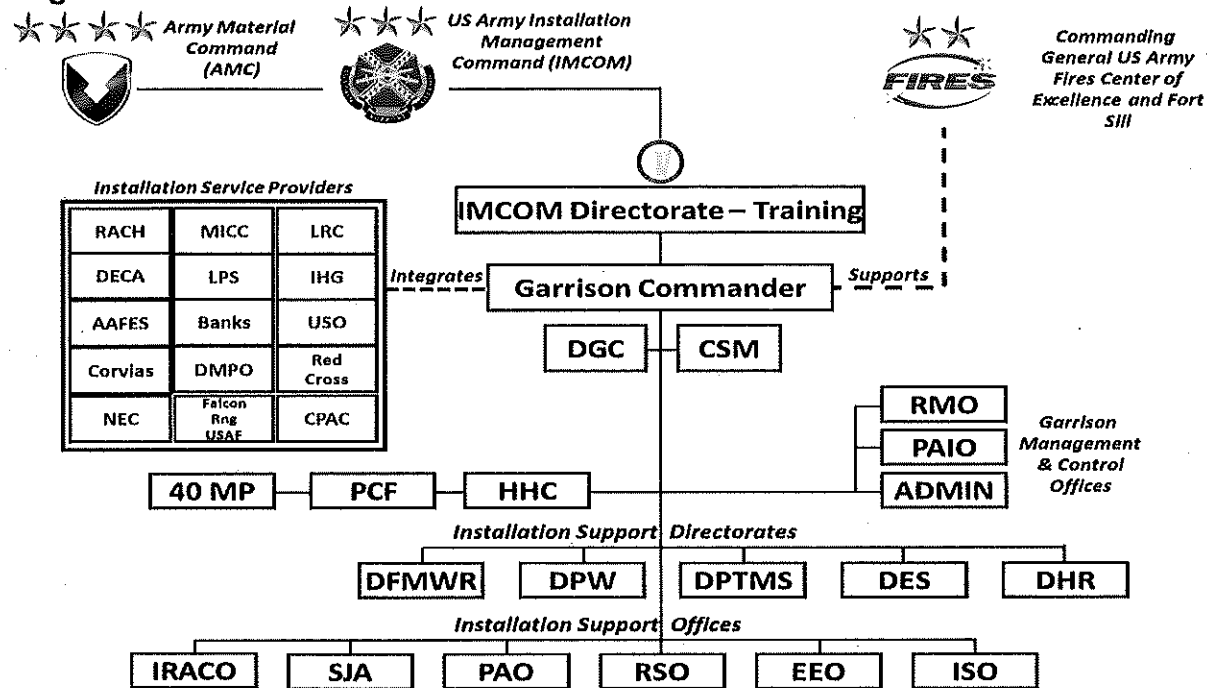 Army Material
Command
(AMC)
US Army Installation
Management
Command (IMCOM)
FIRES
Commanding
General US Army
Fires Center of
Excellence and Fort
Sill
Installation Service Providers
RACH MICC LRC
DECA LPS IHG
AAFES Banks USO
Corvias DMPO Red
Cross
NEC Falcon
Rng
USAF CPAC
IMCOM Directorate – Training
Integrates
Garrison Commander
Supports
DGC CSM
RMO
PAIO
ADMIN
Garrison
Management
& Control
Offices
40 MP PCF HHC
Installation Support Directorates
DFMWR DPW DPTMS DES DHR
Installation Support Offices
IRACO SJA PAO RSO EEO ISO